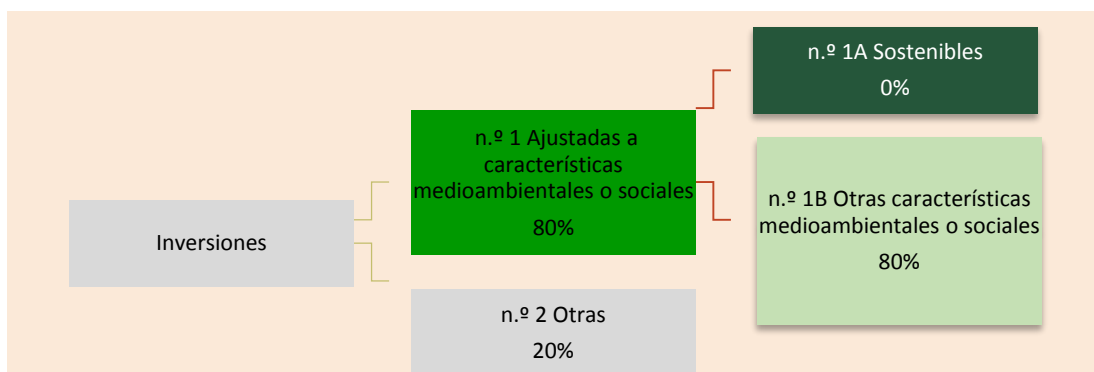 Inversiones
n.º 1 Ajustadas a
características
medioambientales o sociales
80%
n.º 2 Otras
20%
n.º 1A Sostenibles
0%
n.º 1B Otras características
medioambientales o sociales
80%